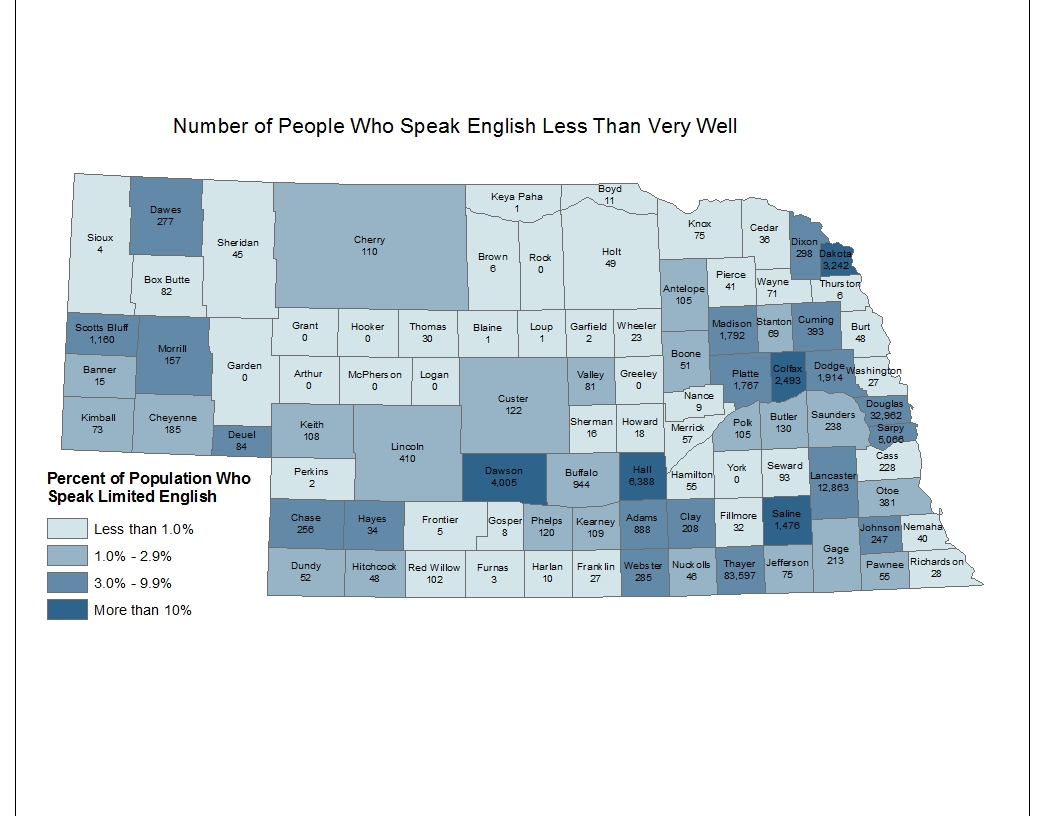 Number of People Who Speak English Less Than Very Well
Sioux
4
Dawes
277
Box Butte
82
Sheridan
45
Cherry
110
Keya Paha
1
Boyd
11
Brown
6
Rock
0
Holt
49
Knox
75
Cedar
36
Dixon
298
Dakota
3,242
Antelope
105
Pierce
41
Wayne
71
Thurston
6
Scotts Bluff
1,160
Morrill
157
Garden
0
Grant
0
Hooker
0
Thomas
30
Blaine
1
Loup
1
Garfield
2
Wheeler
23
Madison
1,792
Stanton
69
Cuming
393
Burt
48
Banner
15
Arthur
0
McPherson
0
Logan
0
Custer
122
Valley
81
Greeley
0
Boone
51
Platte
1,767
Colfax
2,493
Dodge
1,914
Washington
27
Kimball
73
Cheyenne
185
Deuel
84
Keith
108
Lincoln
410
Sherman
16
Howard
18
Nance
9
Merrick
57
Polk
105
Butler
130
Saunders
238
Douglas
32,962
Sarpy
5,066
Perkins
2
Dawson
4,005
Buffalo
944
Hall
6,388
Hamilton
55
York
0
Seward
93
Lancaster
12,863
Cass
228
Otoe
381
Chase
256
Hayes
34
Frontier
5
Gosper
8
Phelps
120
Kearney
109
Adams
888
Clay
208
Fillmore
32
Saline
1,476
Johnson
247
Nemaha
40
Dundy
52
Hitchcock
48
Red Willow
102
Furnas
3
Harlan
10
Franklin
27
Webster
285
Nuckolls
46
Thayer
83,597
Jefferson
75
Gage
213
Pawnee
55
Richardson
28
Percent of Population Who
Speak Limited English
Less than 1.0%
1.0% - 2.9%
3.0% - 9.9%
More than 10%